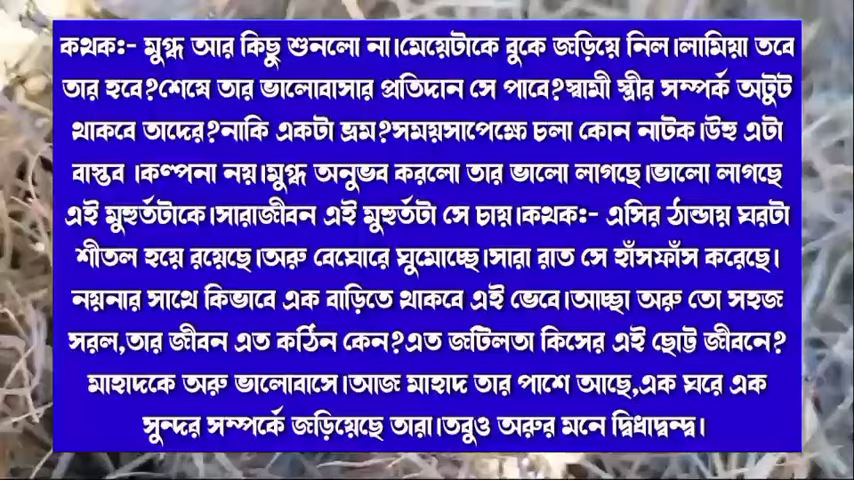 কথক:- মুগ্ধ আর কিছু শুনলো না।মেয়েটাকে বুকে জড়িয়ে নিল।লামিয়া তবে
তার হবে?শেষে তার ভালোবাসার প্রতিদান সে পাবে?স্বামী স্ত্রীর সম্পর্ক অটুট
থাকবে তাদের?নাকি একটা ভ্রম?সময়সাপেক্ষে চলা কোন নাটক।উহু এটা
বাস্তব ।কল্পনা নয়।মুগ্ধ অনুভব করলো তার ভালো লাগছে।ভালো লাগছে
এই মুহুর্তটাকে।সারাজীবন এই মুহুর্তটা সে চায়।কথক:- এসির ঠান্ডায় ঘরটা
শীতল হয়ে রয়েছে।অরু বেঘোরে ঘুমোচ্ছে।সারা রাত সে হাঁসফাঁস করেছে।
নয়নার সাথে কিভাবে এক বাড়িতে থাকবে এই ভেবে।আচ্ছা অরু তো সহজ
সরল,তার জীবন এত কঠিন কেন?এত জটিলতা কিসের এই ছোট্ট জীবনে?
মাহাদকে অরু ভালোবাসে।আজ মাহাদ তার পাশে আছে,এক ঘরে এক
সুন্দর সম্পর্কে জড়িয়েছে তারা।তবুও অরুর মনে দ্বিধাদ্বন্দ্ব।